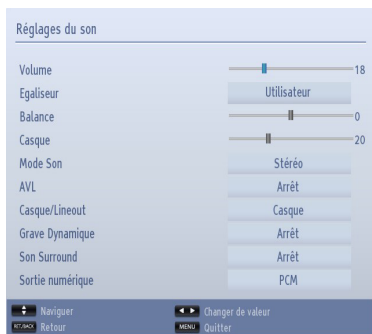 Réglages du son
Volume 18
Egaliseur Utilisateur
Balance 0
Casque 20
Mode Son Stéréo
AVL Arrêt
Casque/Lineout Casque
Grave Dynamique Arrêt
Son Surround Arrêt
Sortie numérique PCM
Naviguer Changer de valeur
RET./BACK Retour MENU Quitter